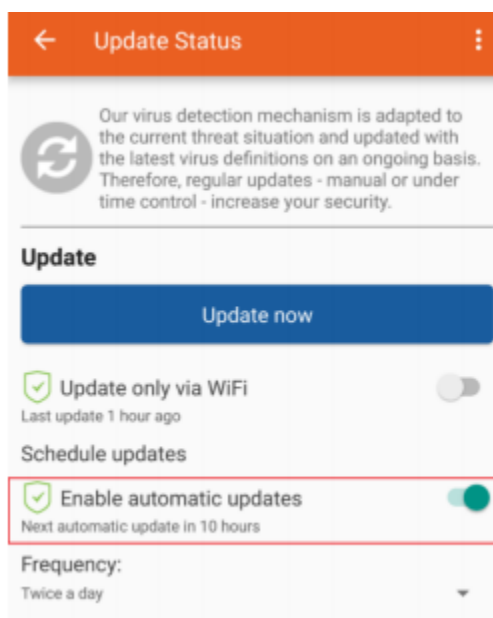 Update Status
Our virus detection mechanism is adapted to
the current threat situation and updated with
the latest virus definitions on an ongoing basis.
Therefore, regular updates - manual or under
time control - increase your security.
Update
Update now
Update only via WiFi
Last update 1 hour ago
Schedule updates
Enable automatic updates
Next automatic update in 10 hours
Frequency:
Twice a day